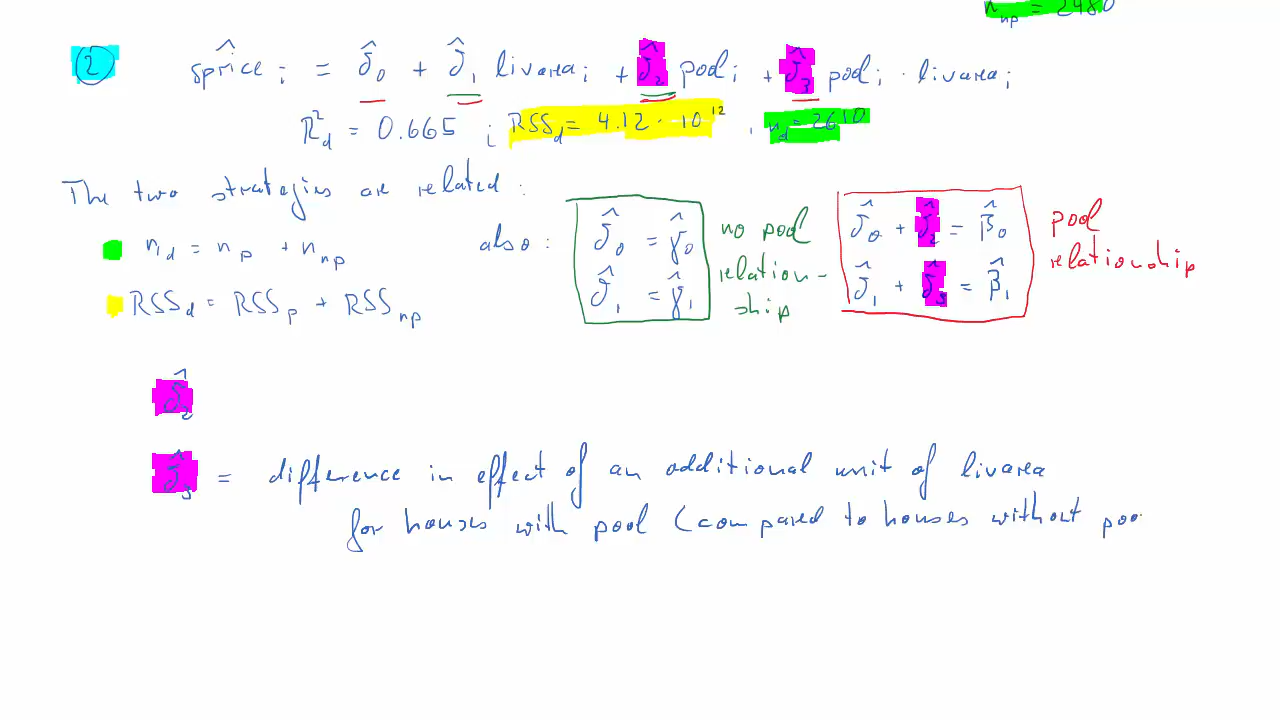 n_np = 2480
② ŝprice_i = δ̂_0 + δ̂_1 livarea_i + δ̂_2 pool_i + δ̂_3 pool_i · livarea_i
R²_d = 0.665 ; RSS_d = 4.12 · 10^12 , n_d = 2610
The two strategies are related :
n_d = n_p + n_np
RSS_d = RSS_p + RSS_np
also :
δ̂_0 = γ̂_0
δ̂_1 = γ̂_1
no pool
relation-
ship
δ̂_0 + δ̂_2 = β̂_0
δ̂_1 + δ̂_3 = β̂_1
pool
relationship
δ̂_2
δ̂_3 = difference in effect of an additional unit of livarea
for houses with pool (compared to houses without poo